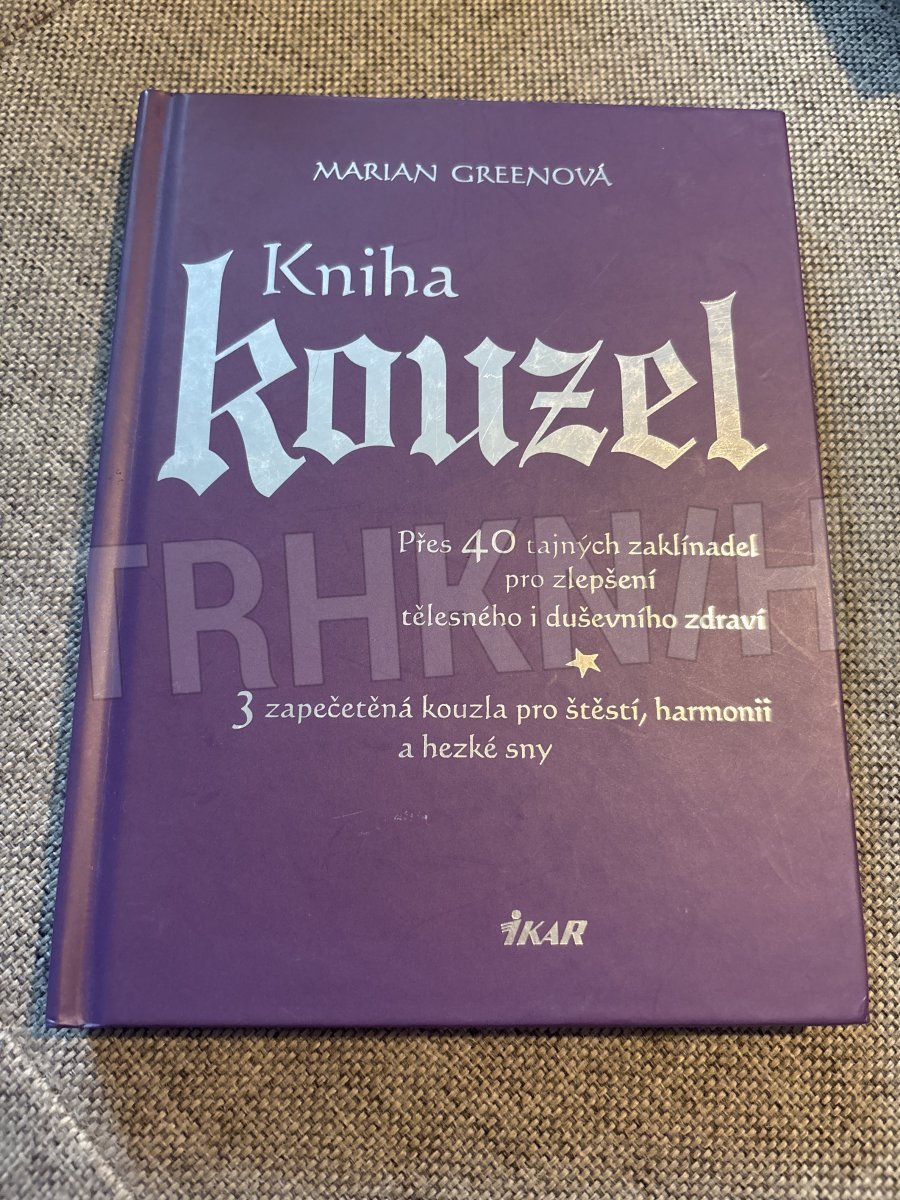 MARIAN GREENOVÁ
Kniha
kouzel
Přes 40 tajných zaklínadel
pro zlepšení
tělesného i duševního zdraví
TRHKNIH
3 zapečetěná kouzla pro štěstí, harmonii
a hezké sny
IKAR